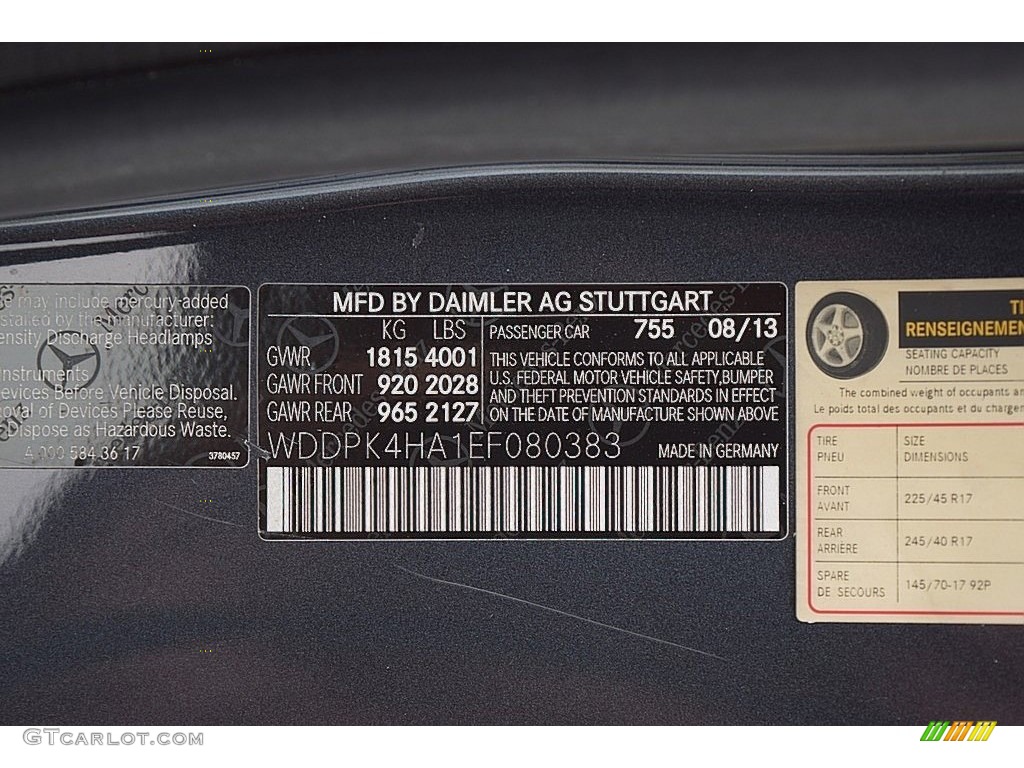 may include mercury-added
by the manufacturer:
Discharge Headlamps
Instruments
Devices Before Vehicle Disposal.
of Devices Please Reuse,
Dispose as Hazardous Waste.
A 000 584 36 17
3780457
MFD BY DAIMLER AG STUTTGART
KG LBS PASSENGER CAR 755 08/13
GVWR 1815 4001
GAWR FRONT 920 2028
GAWR REAR 965 2127
THIS VEHICLE CONFORMS TO ALL APPLICABLE
U.S. FEDERAL MOTOR VEHICLE SAFETY,BUMPER
AND THEFT PREVENTION STANDARDS IN EFFECT
ON THE DATE OF MANUFACTURE SHOWN ABOVE
WDDPK4HA1EF080383 MADE IN GERMANY
TI
RENSEIGNEMEN
SEATING CAPACITY
NOMBRE DE PLACES
The combined weight of occupants an
Le poids total des occupants et du charge
TIRE
PNEU
SIZE
DIMENSIONS
FRONT
AVANT
225/45 R17
REAR
ARRIÈRE
245/40 R17
SPARE
DE SECOURS
145/70-17 92P
GTCARLOT.COM